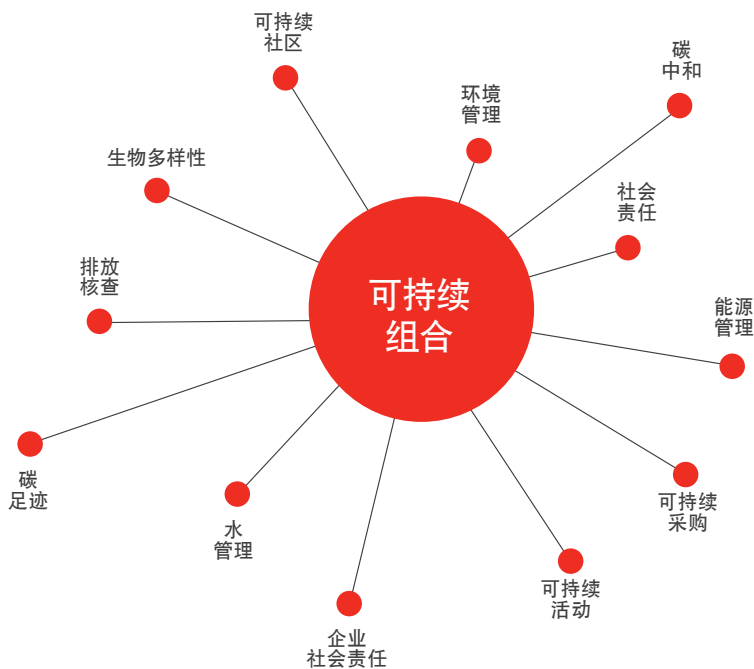 可持续
社区
碳
中和
环境
管理
生物多样性
社会
责任
排放
核查
可持续
组合
能源
管理
碳
足迹
可持续
采购
水
管理
可持续
活动
企业
社会责任